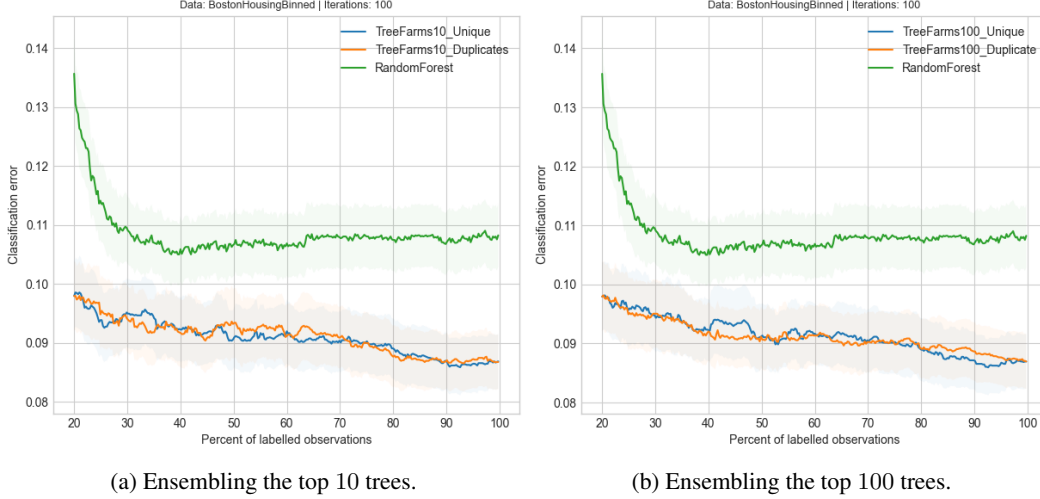 Data: BostonHousingBinned | Iterations: 100
TreeFarms10_Unique
TreeFarms10_Duplicates
RandomForest
0.14
0.13
0.12
0.11
0.10
0.09
0.08
Classification error
20 30 40 50 60 70 80 90 100
Percent of labelled observations
(a) Ensembling the top 10 trees.
Data: BostonHousingBinned | Iterations: 100
TreeFarms100_Unique
TreeFarms100_Duplicate
RandomForest
0.14
0.13
0.12
0.11
0.10
0.09
0.08
Classification error
20 30 40 50 60 70 80 90 100
Percent of labelled observations
(b) Ensembling the top 100 trees.